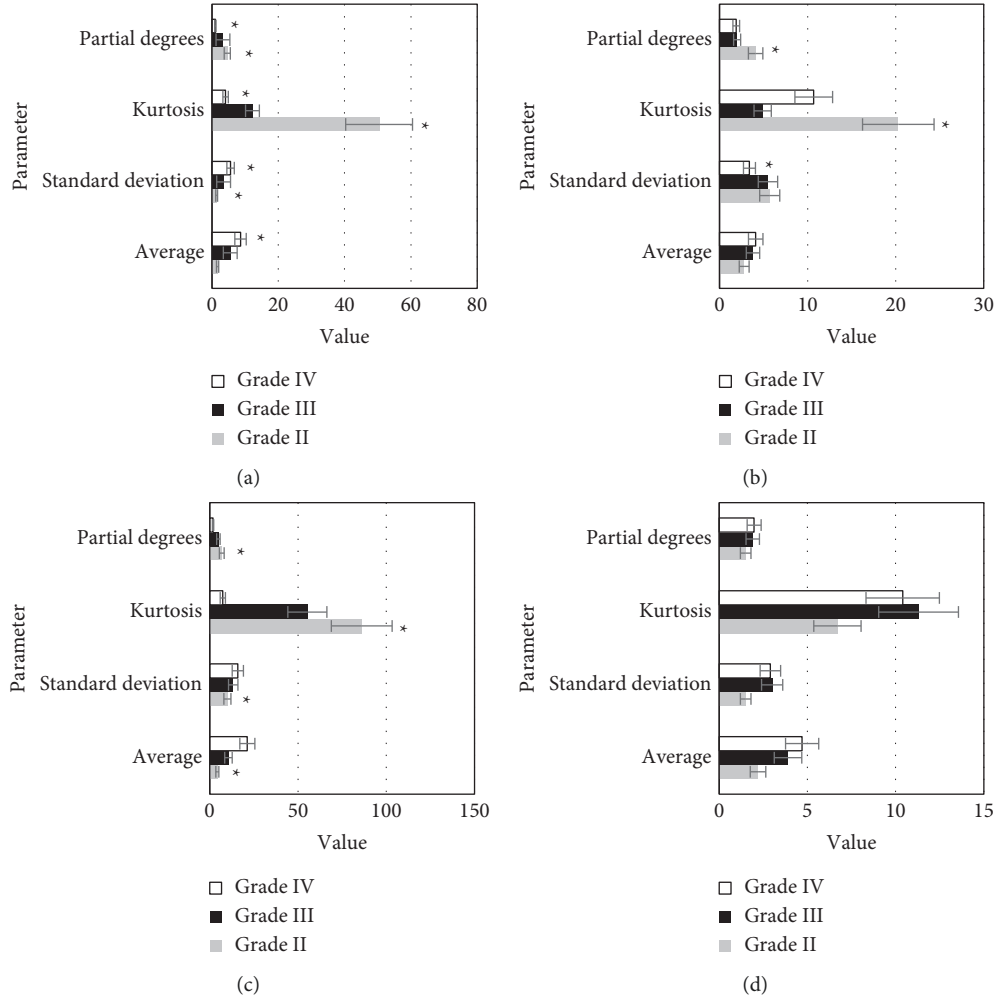 Partial degrees
*
*
Kurtosis
*
*
Standard deviation
*
*
Average
*
Parameter
0 20 40 60 80
Value
Grade IV
Grade III
Grade II
(a)
Partial degrees
*
Kurtosis
*
Standard deviation
*
Average
Parameter
0 10 20 30
Value
Grade IV
Grade III
Grade II
(b)
Partial degrees
*
Kurtosis
*
Standard deviation
*
Average
*
Parameter
0 50 100 150
Value
Grade IV
Grade III
Grade II
(c)
Partial degrees
Kurtosis
Standard deviation
Average
Parameter
0 5 10 15
Value
Grade IV
Grade III
Grade II
(d)